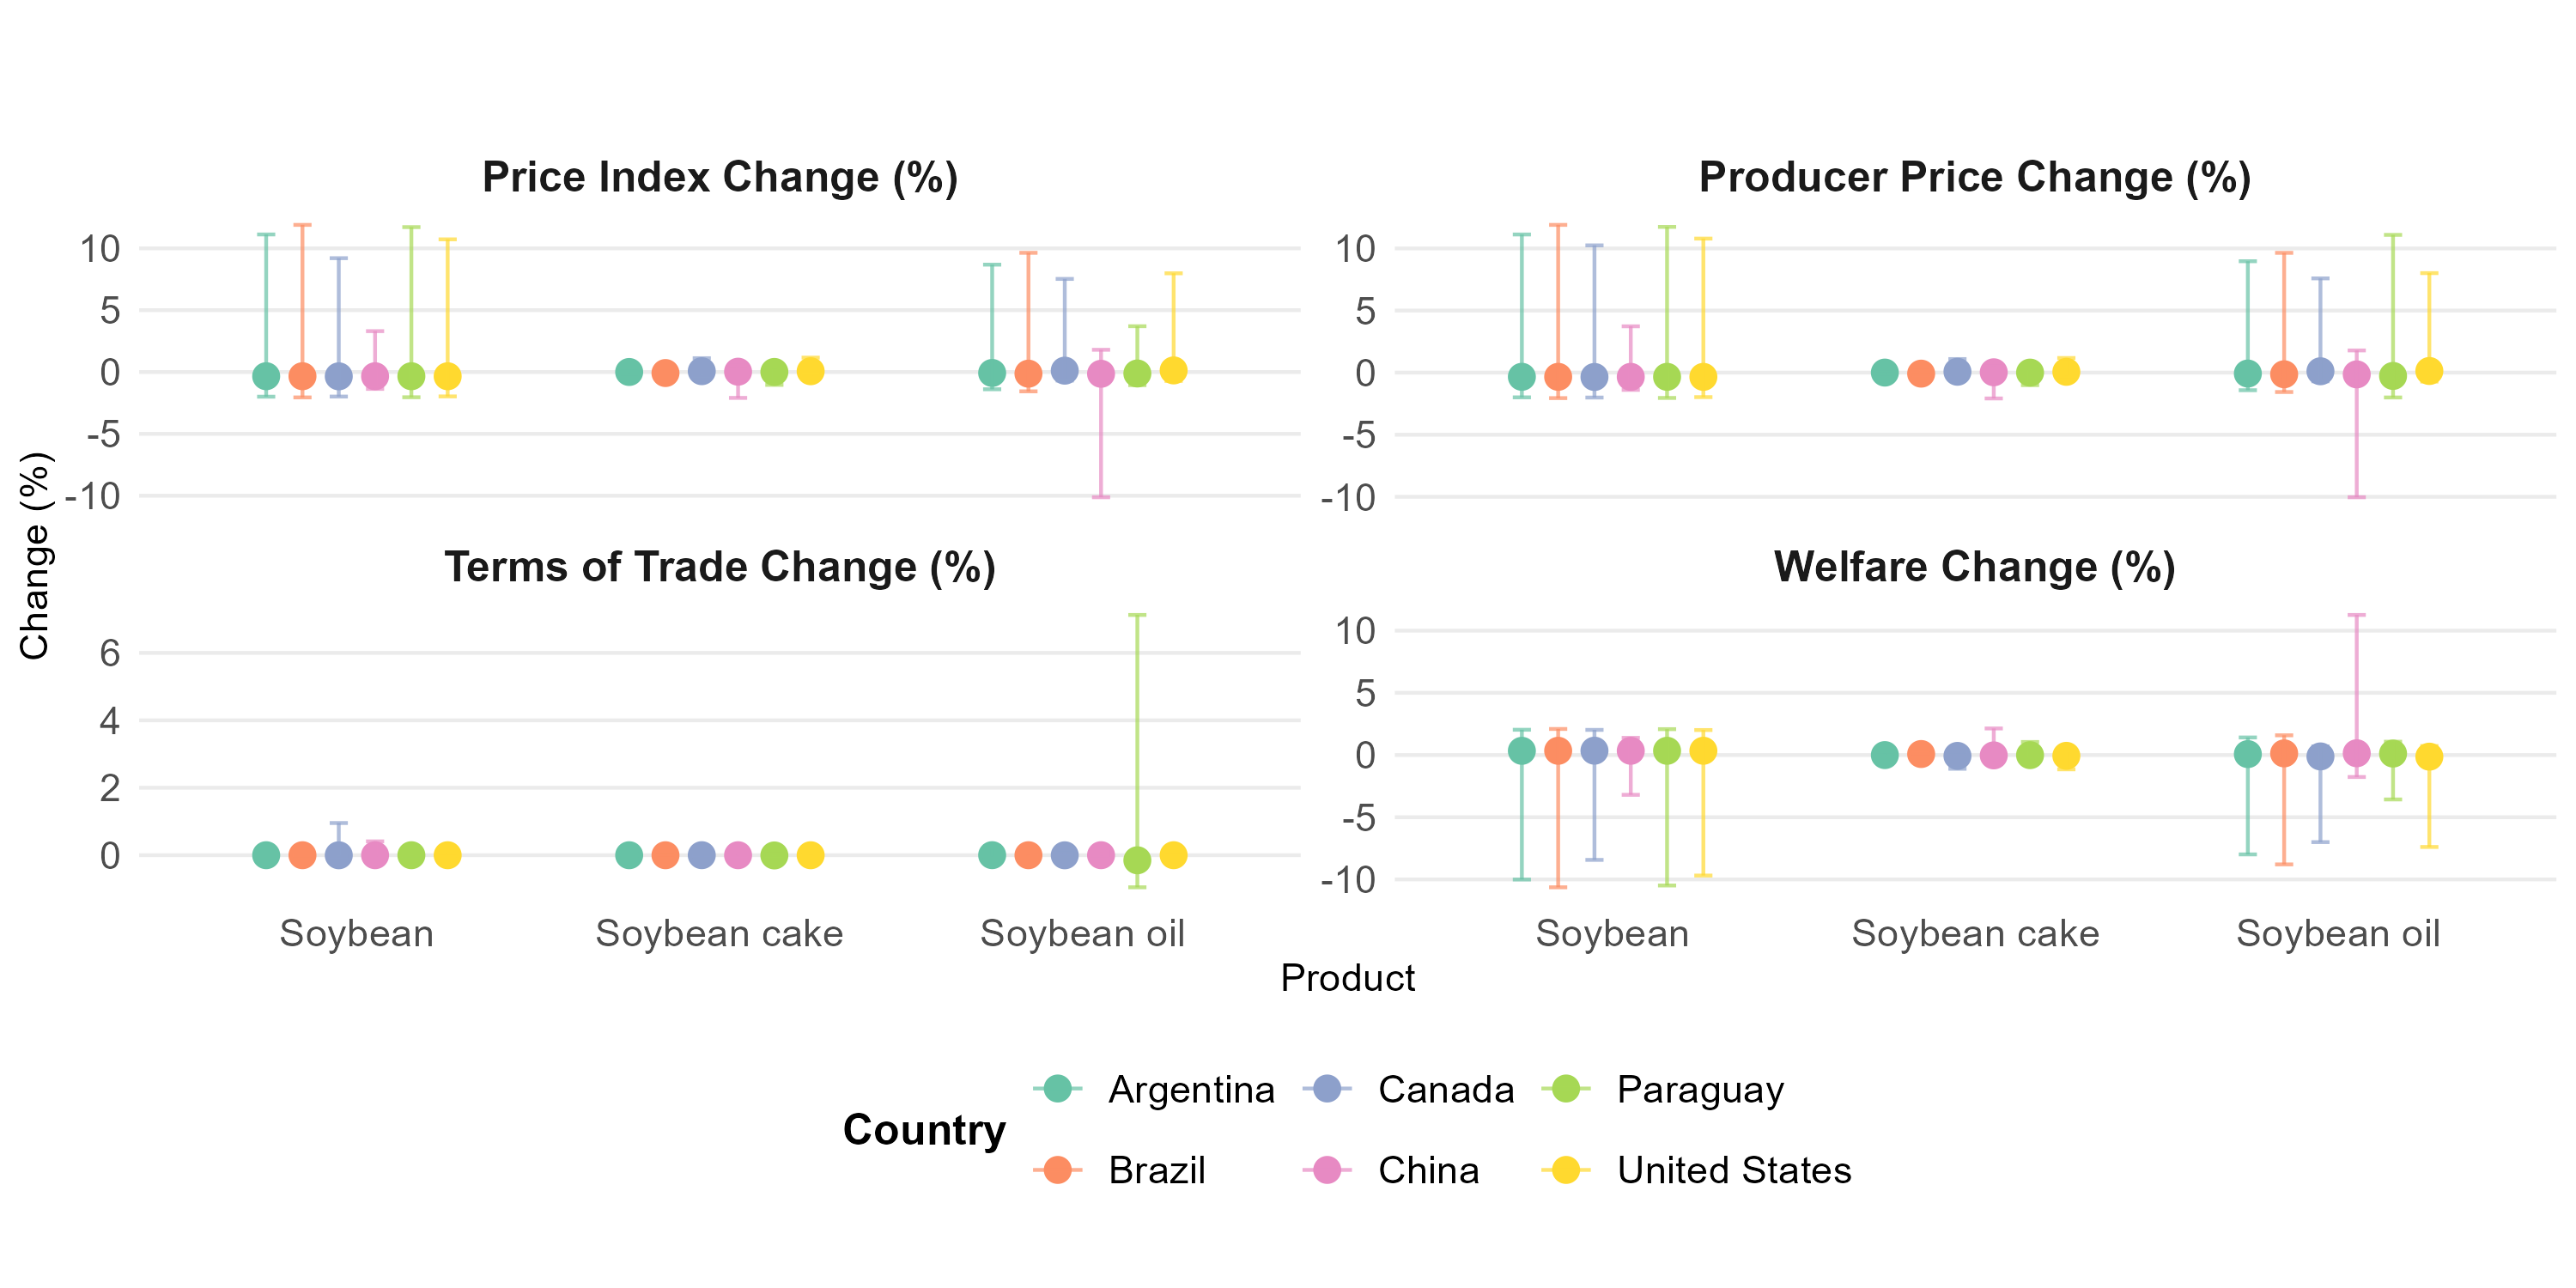 Price Index Change (%)
Producer Price Change (%)
10
5
0
-5
-10
10
5
0
-5
-10
Terms of Trade Change (%)
Welfare Change (%)
6
4
2
0
10
5
0
-5
-10
Change (%)
Soybean
Soybean cake
Soybean oil
Soybean
Soybean cake
Soybean oil
Product
Country
Argentina
Canada
Paraguay
Brazil
China
United States